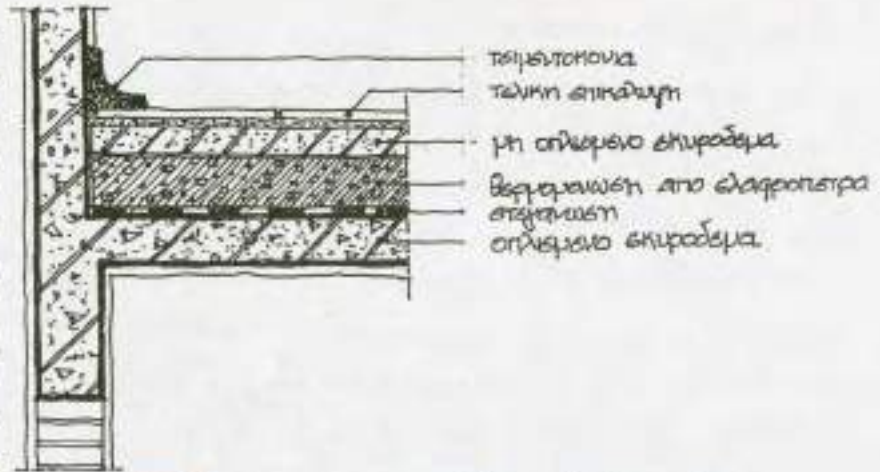 τσιμεντοκονια
τελικη επικαλυψη
μη οπλισμενο σκυροδεμα
θερμομονωση απο ελαφροπετρα
στεγανωση
οπλισμενο σκυροδεμα